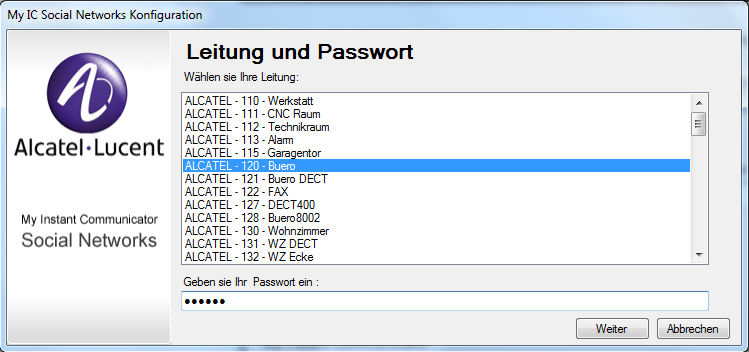 My IC Social Networks Konfiguration
Alcatel·Lucent
My Instant Communicator
Social Networks
Leitung und Passwort
Wählen sie Ihre Leitung:
ALCATEL - 110 - Werkstatt
ALCATEL - 111 - CNC Raum
ALCATEL - 112 - Technikraum
ALCATEL - 113 - Alarm
ALCATEL - 115 - Garagentor
ALCATEL - 120 - Buero
ALCATEL - 121 - Buero DECT
ALCATEL - 122 - FAX
ALCATEL - 127 - DECT400
ALCATEL - 128 - Buero8002
ALCATEL - 130 - Wohnzimmer
ALCATEL - 131 - WZ DECT
ALCATEL - 132 - WZ Ecke
Geben sie Ihr Passwort ein :
●●●●●●
Weiter
Abbrechen